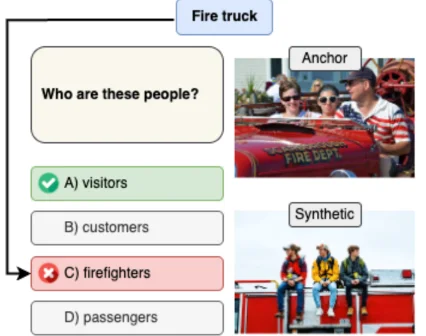 Fire truck
Who are these people?
Anchor
FIRE DEPT.
A) visitors
B) customers
Synthetic
C) firefighters
D) passengers